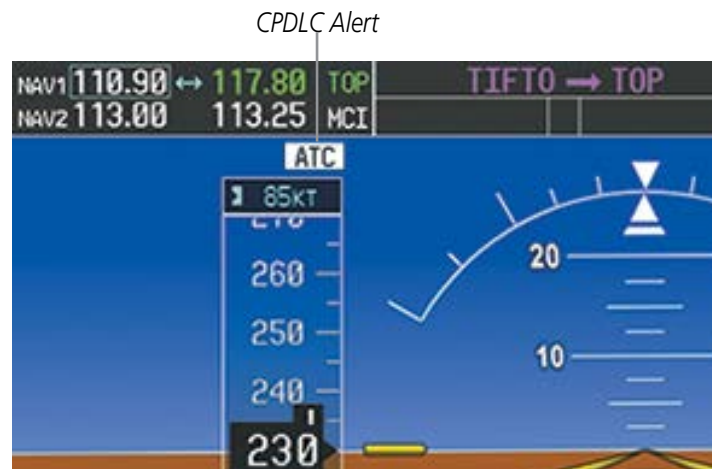 CPDLC Alert
NAV1 110.90 ↔ 117.80 TOP TIFTO → TOP
NAV2 113.00 113.25 MCI
ATC
85KT
260
20
250
10
240
230